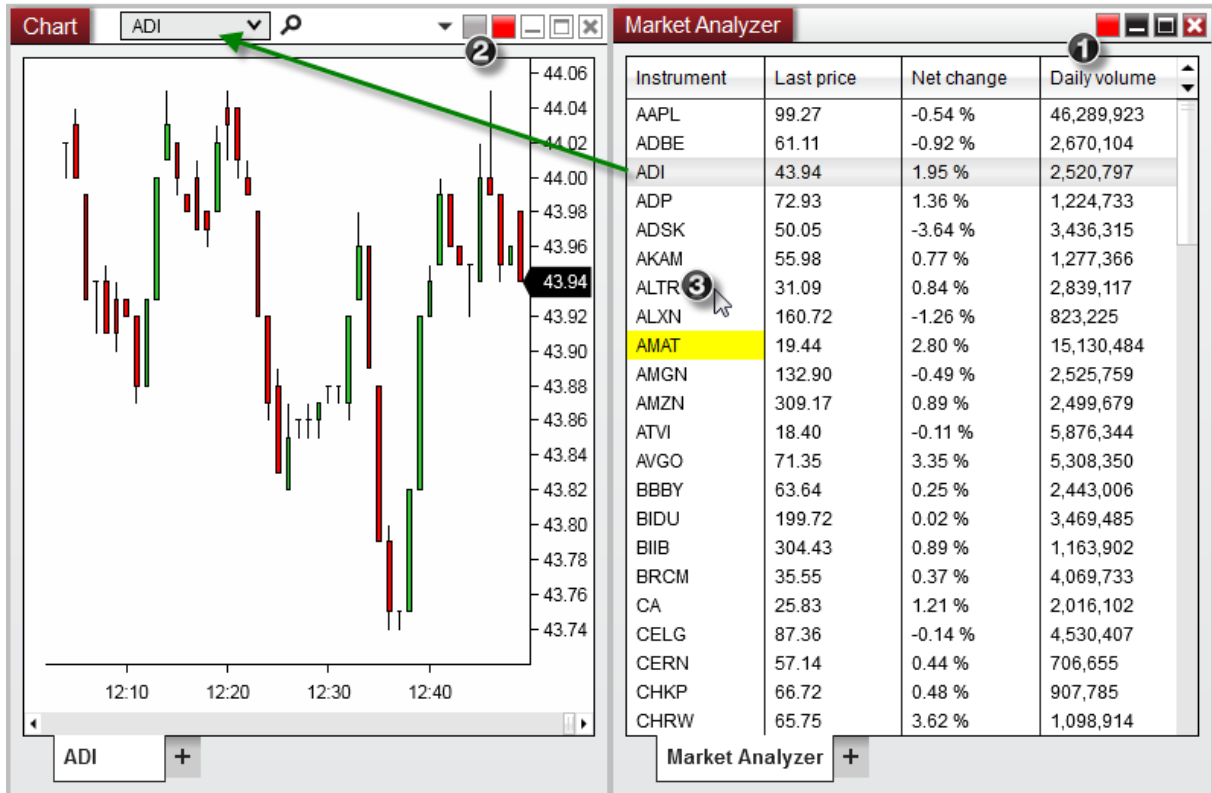 Chart ADI
2
44.06
44.04
44.02
44.00
43.98
43.96
43.94
43.92
43.90
43.88
43.86
43.84
43.82
43.80
43.78
43.76
43.74
12:10 12:20 12:30 12:40
ADI +
Market Analyzer
1
Instrument Last price Net change Daily volume
AAPL 99.27 -0.54 % 46,289,923
ADBE 61.11 -0.92 % 2,670,104
ADI 43.94 1.95 % 2,520,797
ADP 72.93 1.36 % 1,224,733
ADSK 50.05 -3.64 % 3,436,315
AKAM 55.98 0.77 % 1,277,366
ALTR 3 31.09 0.84 % 2,839,117
ALXN 160.72 -1.26 % 823,225
AMAT 19.44 2.80 % 15,130,484
AMGN 132.90 -0.49 % 2,525,759
AMZN 309.17 0.89 % 2,499,679
ATVI 18.40 -0.11 % 5,876,344
AVGO 71.35 3.35 % 5,308,350
BBBY 63.64 0.25 % 2,443,006
BIDU 199.72 0.02 % 3,469,485
BIIB 304.43 0.89 % 1,163,902
BRCM 35.55 0.37 % 4,069,733
CA 25.83 1.21 % 2,016,102
CELG 87.36 -0.14 % 4,530,407
CERN 57.14 0.44 % 706,655
CHKP 66.72 0.48 % 907,785
CHRW 65.75 3.62 % 1,098,914
Market Analyzer +